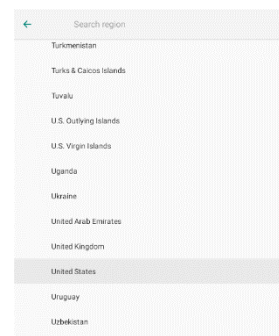 Search region
Turkmenistan
Turks & Caicos Islands
Tuvalu
U.S. Outlying Islands
U.S. Virgin Islands
Uganda
Ukraine
United Arab Emirates
United Kingdom
United States
Uruguay
Uzbekistan